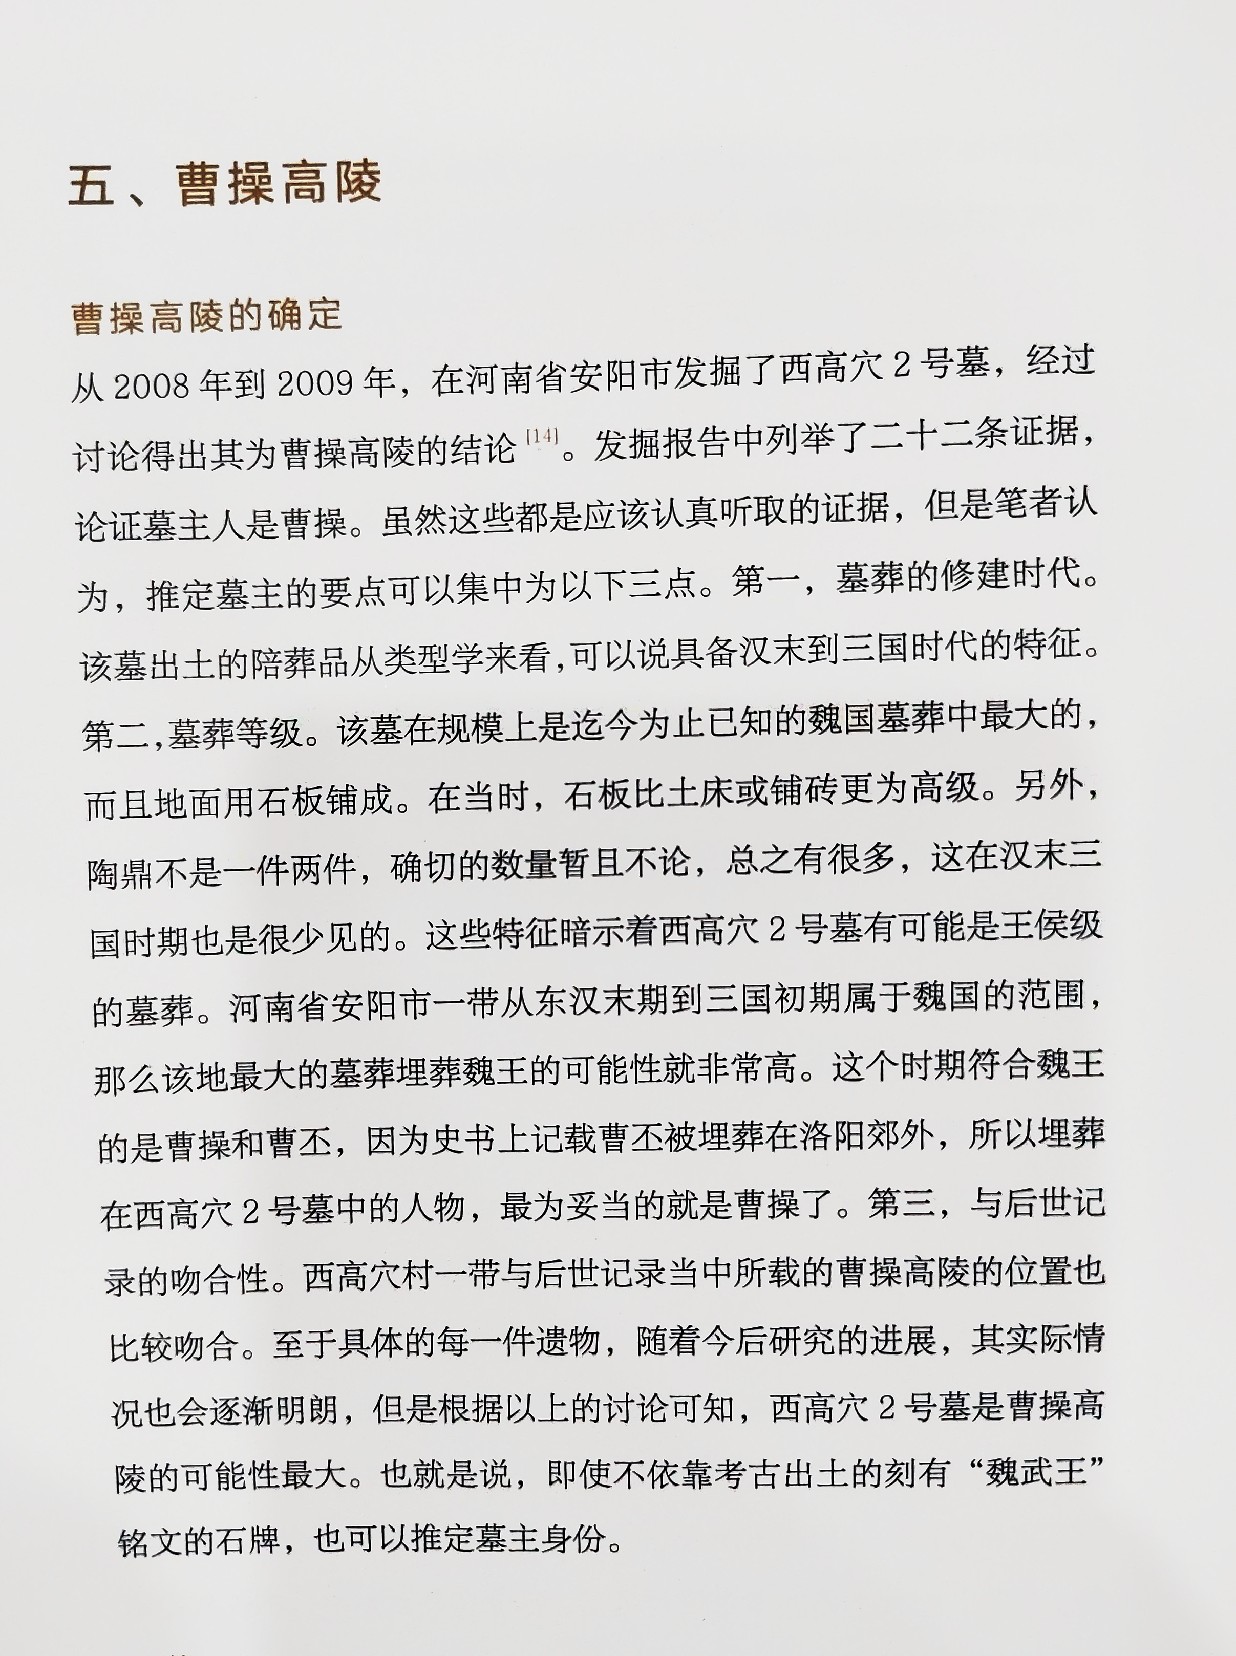 五、曹操高陵
曹操高陵的确定
从 2008 年到 2009 年，在河南省安阳市发掘了西高穴 2 号墓，经过
讨论得出其为曹操高陵的结论[14]。发掘报告中列举了二十二条证据，
论证墓主人是曹操。虽然这些都是应该认真听取的证据，但是笔者认
为，推定墓主的要点可以集中为以下三点。第一，墓葬的修建时代。
该墓出土的陪葬品从类型学来看，可以说具备汉末到三国时代的特征。
第二，墓葬等级。该墓在规模上是迄今为止已知的魏国墓葬中最大的，
而且地面用石板铺成。在当时，石板比土床或铺砖更为高级。另外，
陶鼎不是一件两件，确切的数量暂且不论，总之有很多，这在汉末三
国时期也是很少见的。这些特征暗示着西高穴 2 号墓有可能是王侯级
的墓葬。河南省安阳市一带从东汉末期到三国初期属于魏国的范围，
那么该地最大的墓葬埋葬魏王的可能性就非常高。这个时期符合魏王
的是曹操和曹丕，因为史书上记载曹丕被埋葬在洛阳郊外，所以埋葬
在西高穴 2 号墓中的人物，最为妥当的就是曹操了。第三，与后世记
录的吻合性。西高穴村一带与后世记录当中所载的曹操高陵的位置也
比较吻合。至于具体的每一件遗物，随着今后研究的进展，其实际情
况也会逐渐明朗，但是根据以上的讨论可知，西高穴 2 号墓是曹操高
陵的可能性最大。也就是说，即使不依靠考古出土的刻有“魏武王”
铭文的石牌，也可以推定墓主身份。